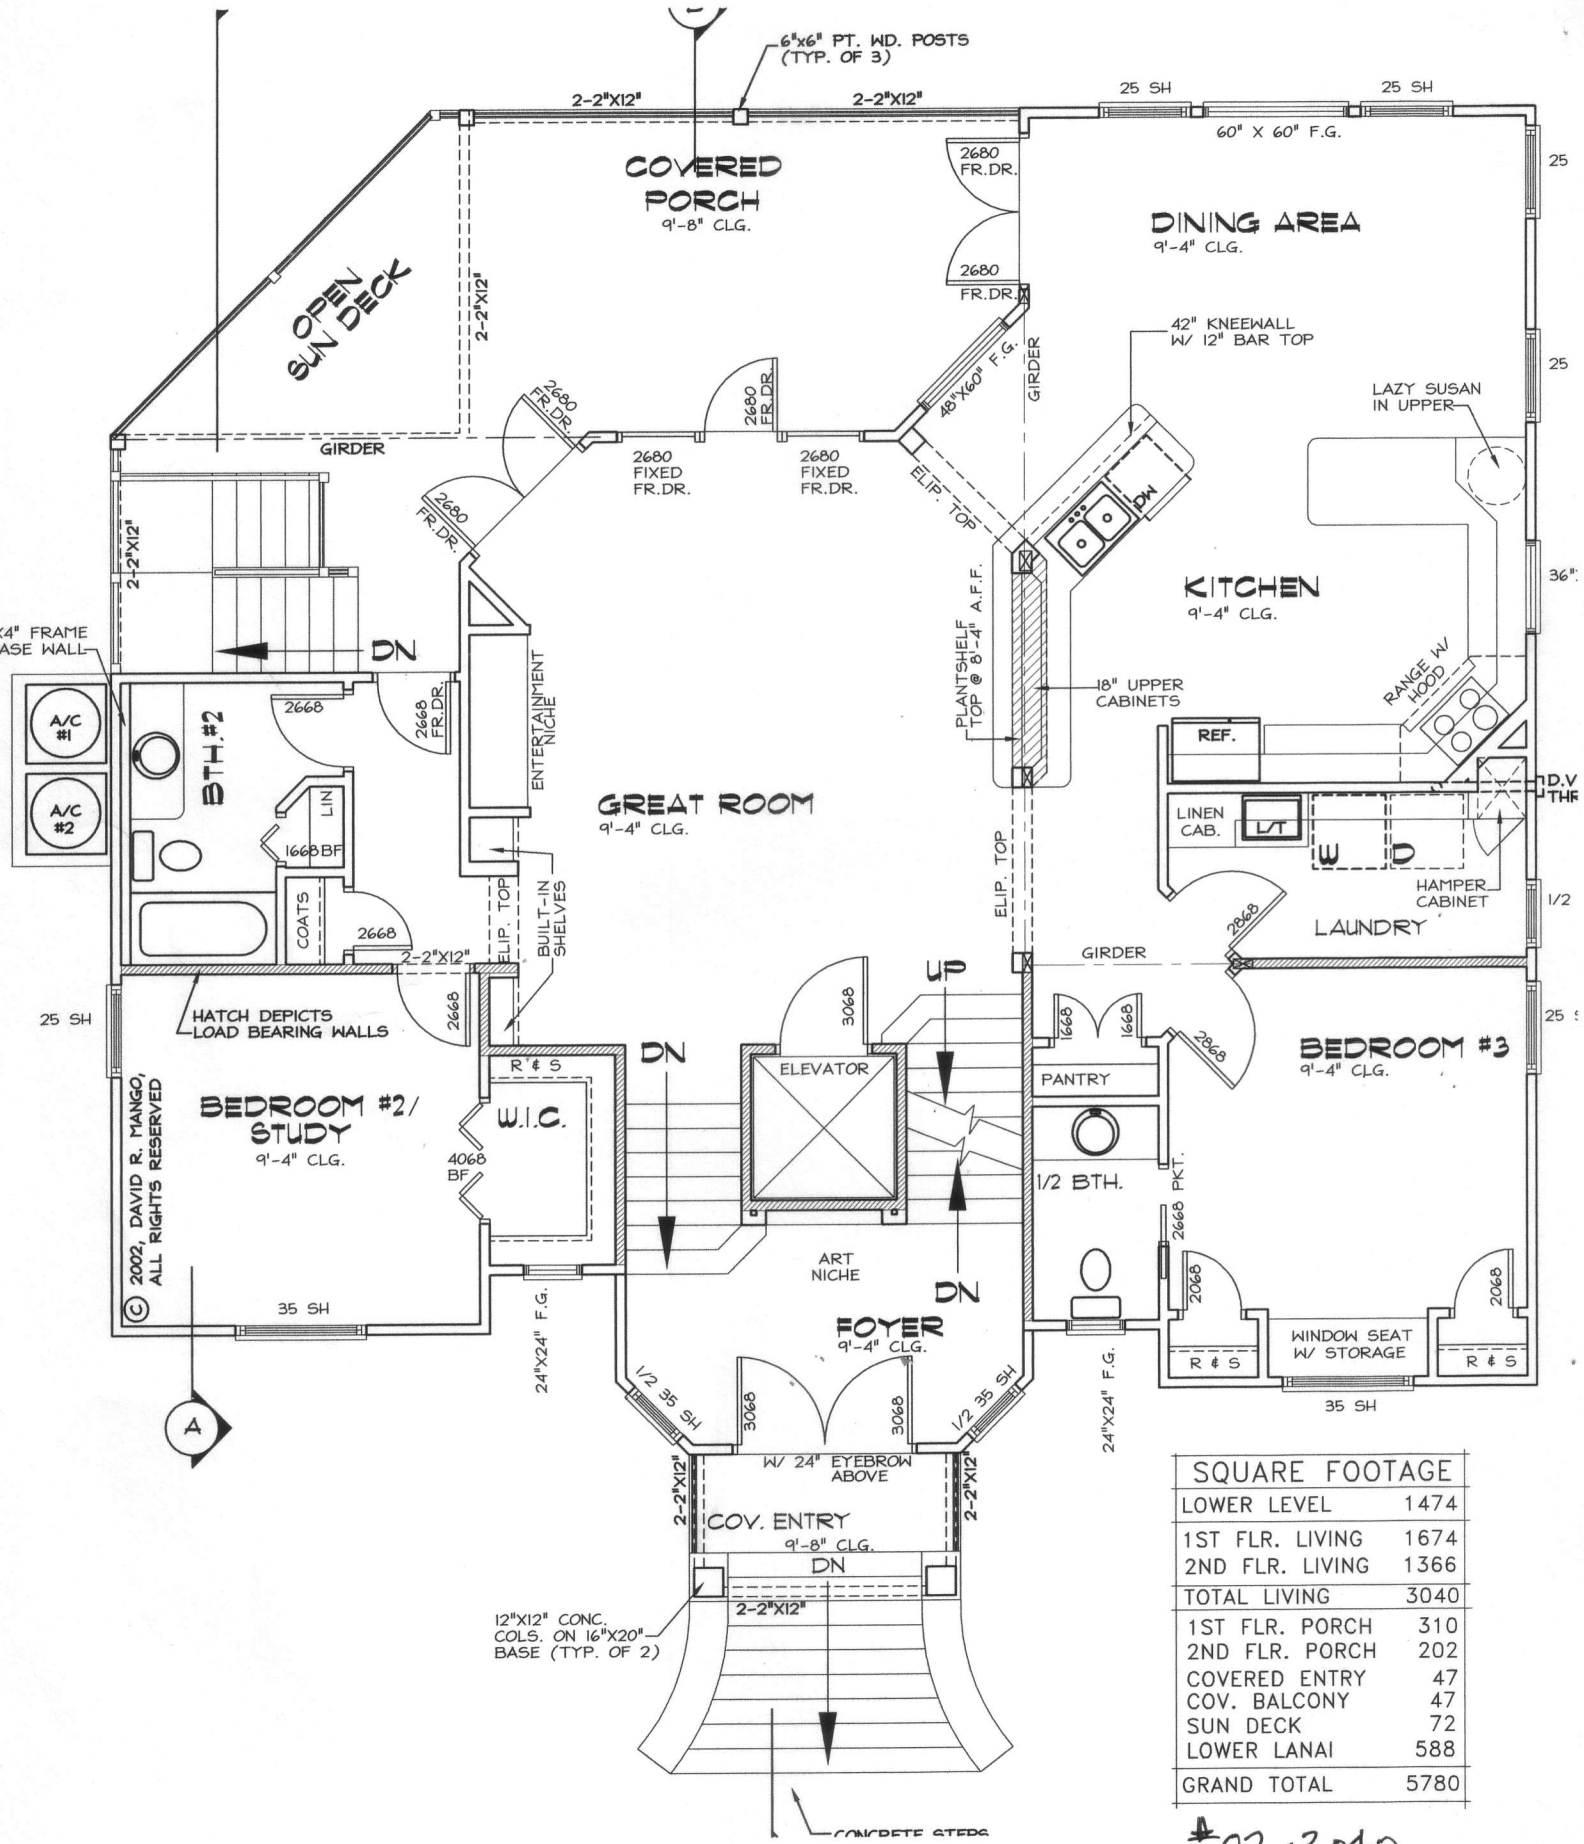 6"x6" PT. WD. POSTS
(TYP. OF 3)
2-2"X12"
2-2"X12"
25 SH
25 SH
60" X 60" F.G.
COVERED
PORCH
9'-8" CLG.
2680
FR.DR.
2680
FR.DR.
DINING AREA
9'-4" CLG.
25
25
OPEN
SUN DECK
2-2"X12"
42" KNEEWALL
W/ 12" BAR TOP
GIRDER
48"X60" F.G.
LAZY SUSAN
IN UPPER
2680
FR.DR.
2680
FR.DR.
GIRDER
2680
FIXED
FR.DR.
2680
FIXED
FR.DR.
ELIP. TOP
2680
FR.DR.
2-2"X12"
36"
KITCHEN
9'-4" CLG.
PLANTSHELF
TOP @ 8'-4" A.F.F.
X4" FRAME
ASE WALL
DN
ENTERTAINMENT
NICHE
18" UPPER
CABINETS
RANGE W/
HOOD
A/C
#1
A/C
#2
BTH.#2
2668
2668
FR.DR.
REF.
GREAT ROOM
9'-4" CLG.
LIN
1668 BF
LINEN
CAB.
L/T
W
D
D.V
THR
HAMPER
CABINET
1/2
ELIP. TOP
COATS
2668
ELIP. TOP
BUILT-IN
SHELVES
2868
LAUNDRY
2-2"X12"
GIRDER
UP
HATCH DEPICTS
LOAD BEARING WALLS
25 SH
2668
3068
DN
1668
1668
2868
25 S
BEDROOM #3
9'-4" CLG.
R & S
ELEVATOR
PANTRY
BEDROOM #2/
STUDY
9'-4" CLG.
W.I.C.
4068
BF
1/2 BTH.
2668 PKT.
© 2002, DAVID R. MANGO,
ALL RIGHTS RESERVED
ART
NICHE
DN
2068
2068
35 SH
24"X24" F.G.
FOYER
9'-4" CLG.
WINDOW SEAT
W/ STORAGE
R & S
R & S
35 SH
1/2 35 SH
3068
3068
1/2 35 SH
24"X24" F.G.
A
W/ 24" EYEBROW
ABOVE
2-2"X12"
2-2"X12"
COV. ENTRY
9'-8" CLG.
DN
2-2"X12"
12"X12" CONC.
COLS. ON 16"X20"
BASE (TYP. OF 2)
CONCRETE STEPS
SQUARE FOOTAGE
LOWER LEVEL 1474
1ST FLR. LIVING 1674
2ND FLR. LIVING 1366
TOTAL LIVING 3040
1ST FLR. PORCH 310
2ND FLR. PORCH 202
COVERED ENTRY 47
COV. BALCONY 47
SUN DECK 72
LOWER LANAI 588
GRAND TOTAL 5780